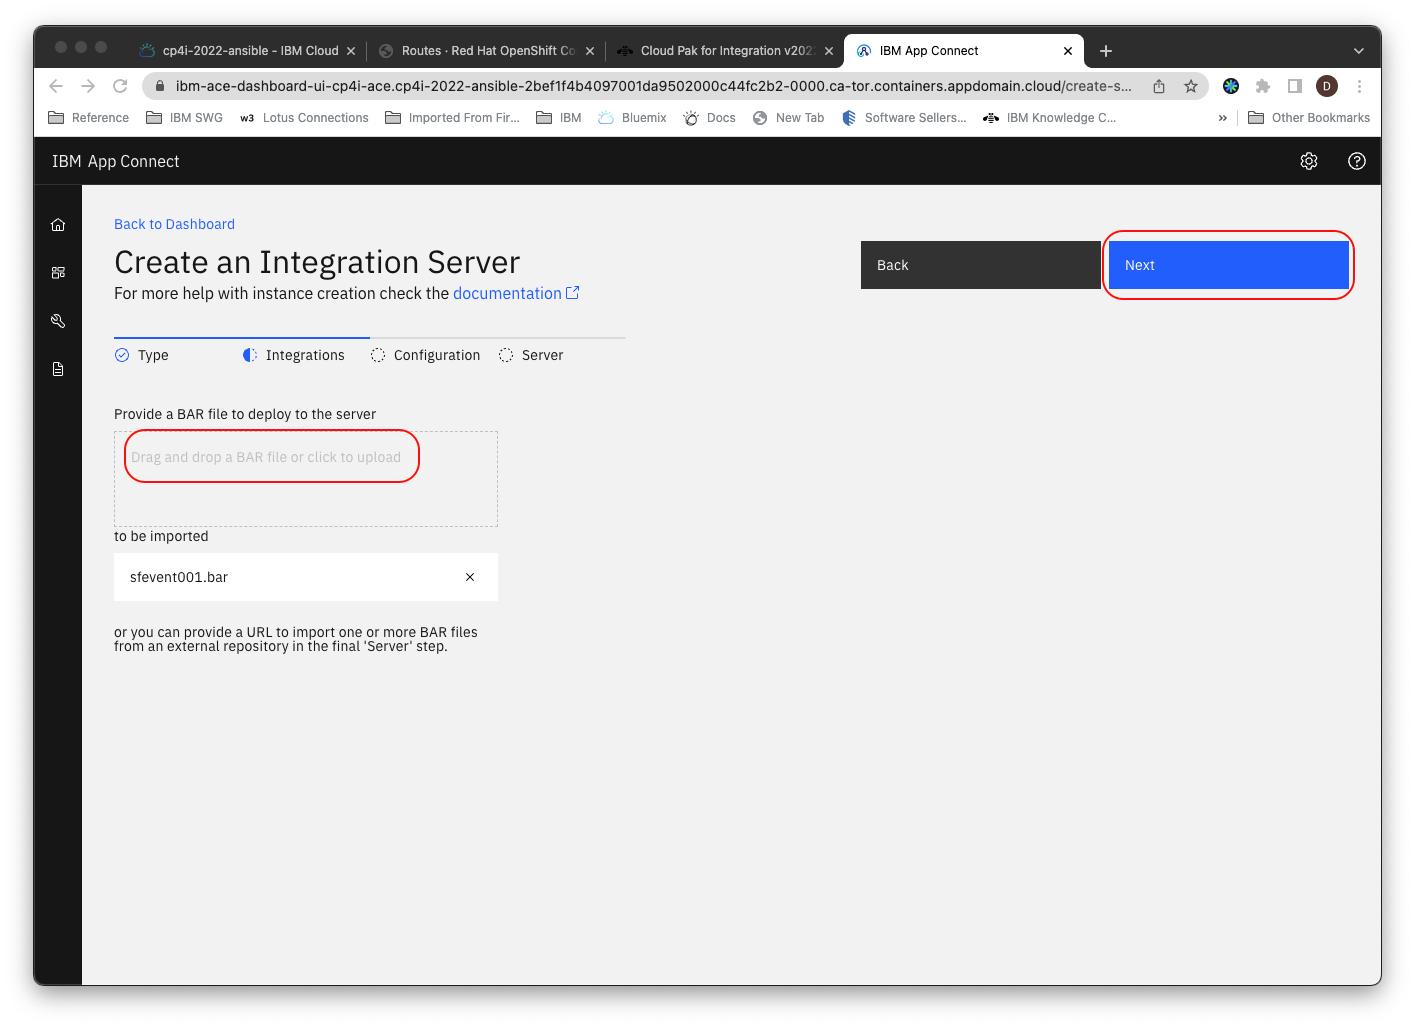 cp4i-2022-ansible - IBM Cloud
Routes · Red Hat OpenShift Co
Cloud Pak for Integration v202
IBM App Connect
ibm-ace-dashboard-ui-cp4i-ace.cp4i-2022-ansible-2bef1f4b4097001da9502000c44fc2b2-0000.ca-tor.containers.appdomain.cloud/create-s...
D
Reference
IBM SWG
w3 Lotus Connections
Imported From Fir...
IBM
Bluemix
Docs
New Tab
Software Sellers...
IBM Knowledge C...
»
Other Bookmarks
IBM App Connect
Back to Dashboard
Create an Integration Server
For more help with instance creation check the documentation
Back
Next
Type
Integrations
Configuration
Server
Provide a BAR file to deploy to the server
Drag and drop a BAR file or click to upload
to be imported
sfevent001.bar
or you can provide a URL to import one or more BAR files
from an external repository in the final 'Server' step.